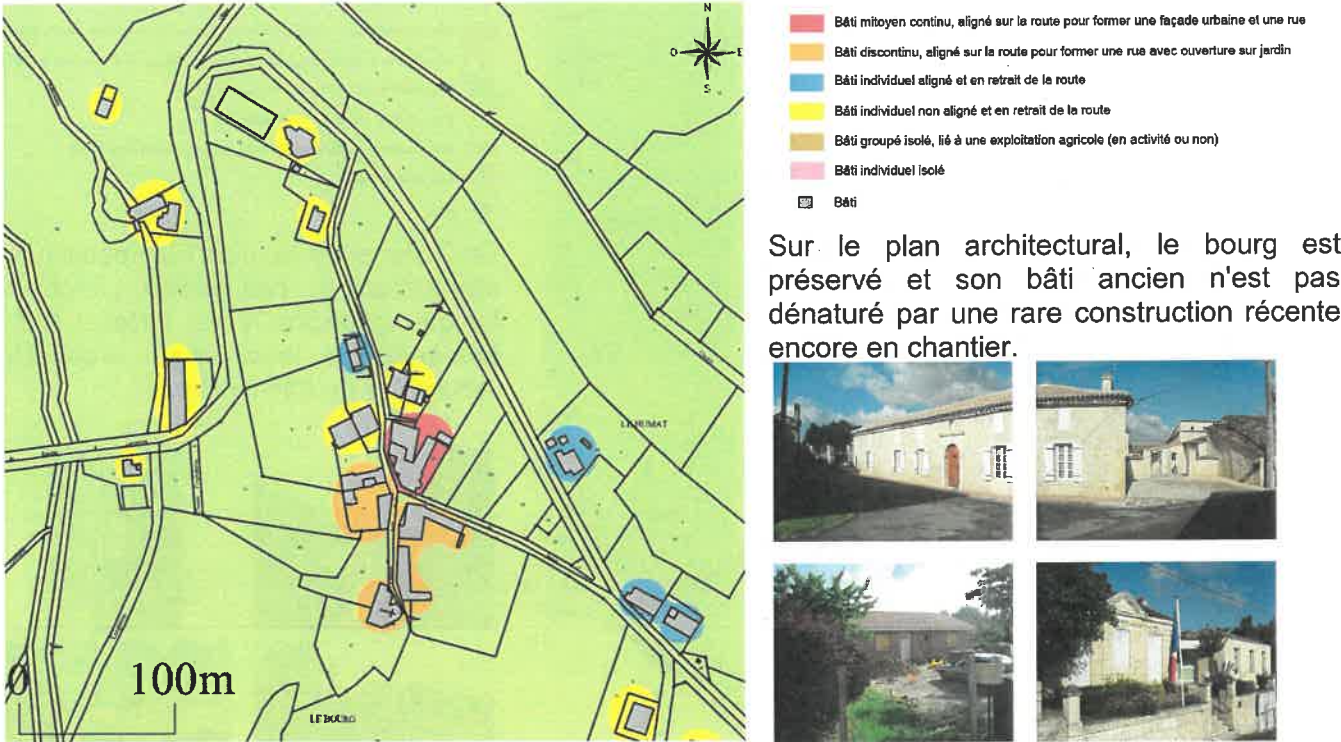 N
O
E
S
LE HUMAT
0
100m
LE BOURG
Bâti mitoyen continu, aligné sur la route pour former une façade urbaine et une rue
Bâti discontinu, aligné sur la route pour former une rue avec ouverture sur jardin
Bâti individuel aligné et en retrait de la route
Bâti individuel non aligné et en retrait de la route
Bâti groupé isolé, lié à une exploitation agricole (en activité ou non)
Bâti individuel isolé
Bâti
Sur le plan architectural, le bourg est
préservé et son bâti ancien n'est pas
dénaturé par une rare construction récente
encore en chantier.